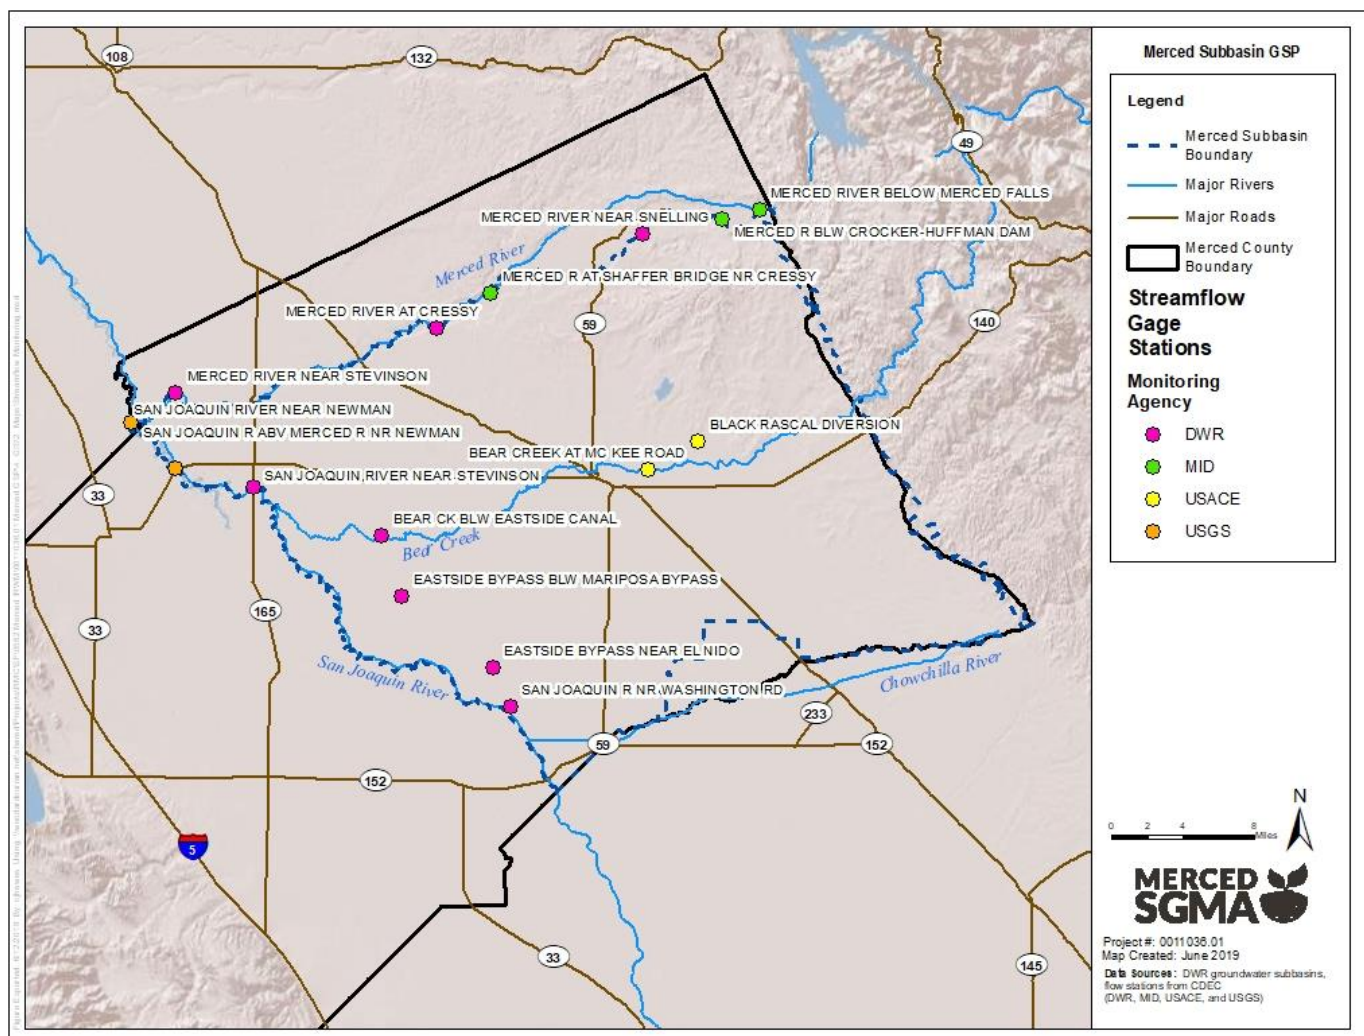 Merced Subbasin GSP
Legend
Merced Subbasin
Boundary
Major Rivers
Major Roads
Merced County
Boundary
Streamflow
Gage
Stations
Monitoring
Agency
DWR
MID
USACE
USGS
108
132
49
MERCED RIVER BELOW MERCED FALLS
MERCED RIVER NEAR SNELLING
MERCED R BLW CROCKER-HUFFMAN DAM
Merced River
MERCED R AT SHAFFER BRIDGE NR CRESSY
MERCED RIVER AT CRESSY
59
140
MERCED RIVER NEAR STEVINSON
SAN JOAQUIN RIVER NEAR NEWMAN
SAN JOAQUIN R ABV MERCED R NR NEWMAN
BLACK RASCAL DIVERSION
BEAR CREEK AT MC KEE ROAD
SAN JOAQUIN RIVER NEAR STEVINSON
33
BEAR CK BLW EASTSIDE CANAL
Bear Creek
EASTSIDE BYPASS BLW MARIPOSA BYPASS
165
33
EASTSIDE BYPASS NEAR EL NIDO
San Joaquin River
SAN JOAQUIN R NR WASHINGTON RD
Chowchilla River
233
59
152
152
5
33
145
0 2 4 8
Miles
N
MERCED
SGMA
Project #: 0011036.01
Map Created: June 2019
Data Sources: DWR groundwater subbasins,
flow stations from CDEC
(DWR, MID, USACE, and USGS)